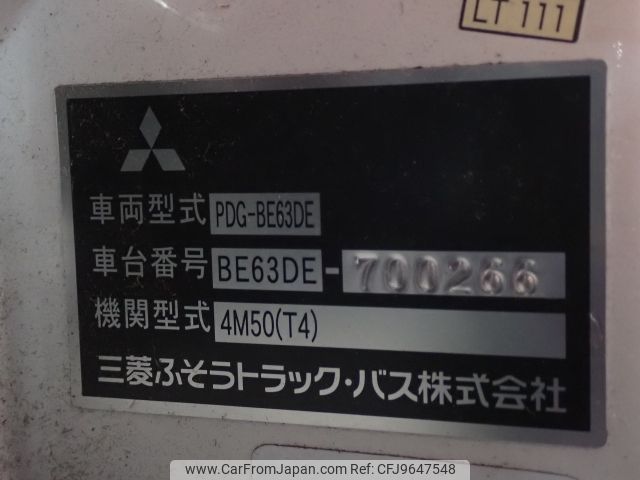 LT 111
車両型式 PDG-BE63DE
車台番号 BE63DE-700266
機関型式 4M50(T4)
三菱ふそうトラック・バス株式会社
www.CarFromJapan.com ID:CFJ9647548